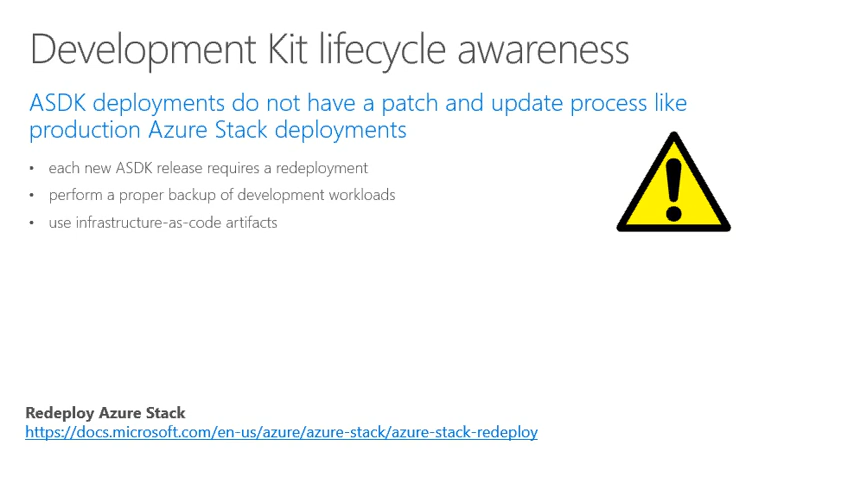 Development Kit lifecycle awareness
ASDK deployments do not have a patch and update process like
production Azure Stack deployments
• each new ASDK release requires a redeployment
• perform a proper backup of development workloads
• use infrastructure-as-code artifacts
Redeploy Azure Stack
https://docs.microsoft.com/en-us/azure/azure-stack/azure-stack-redeploy